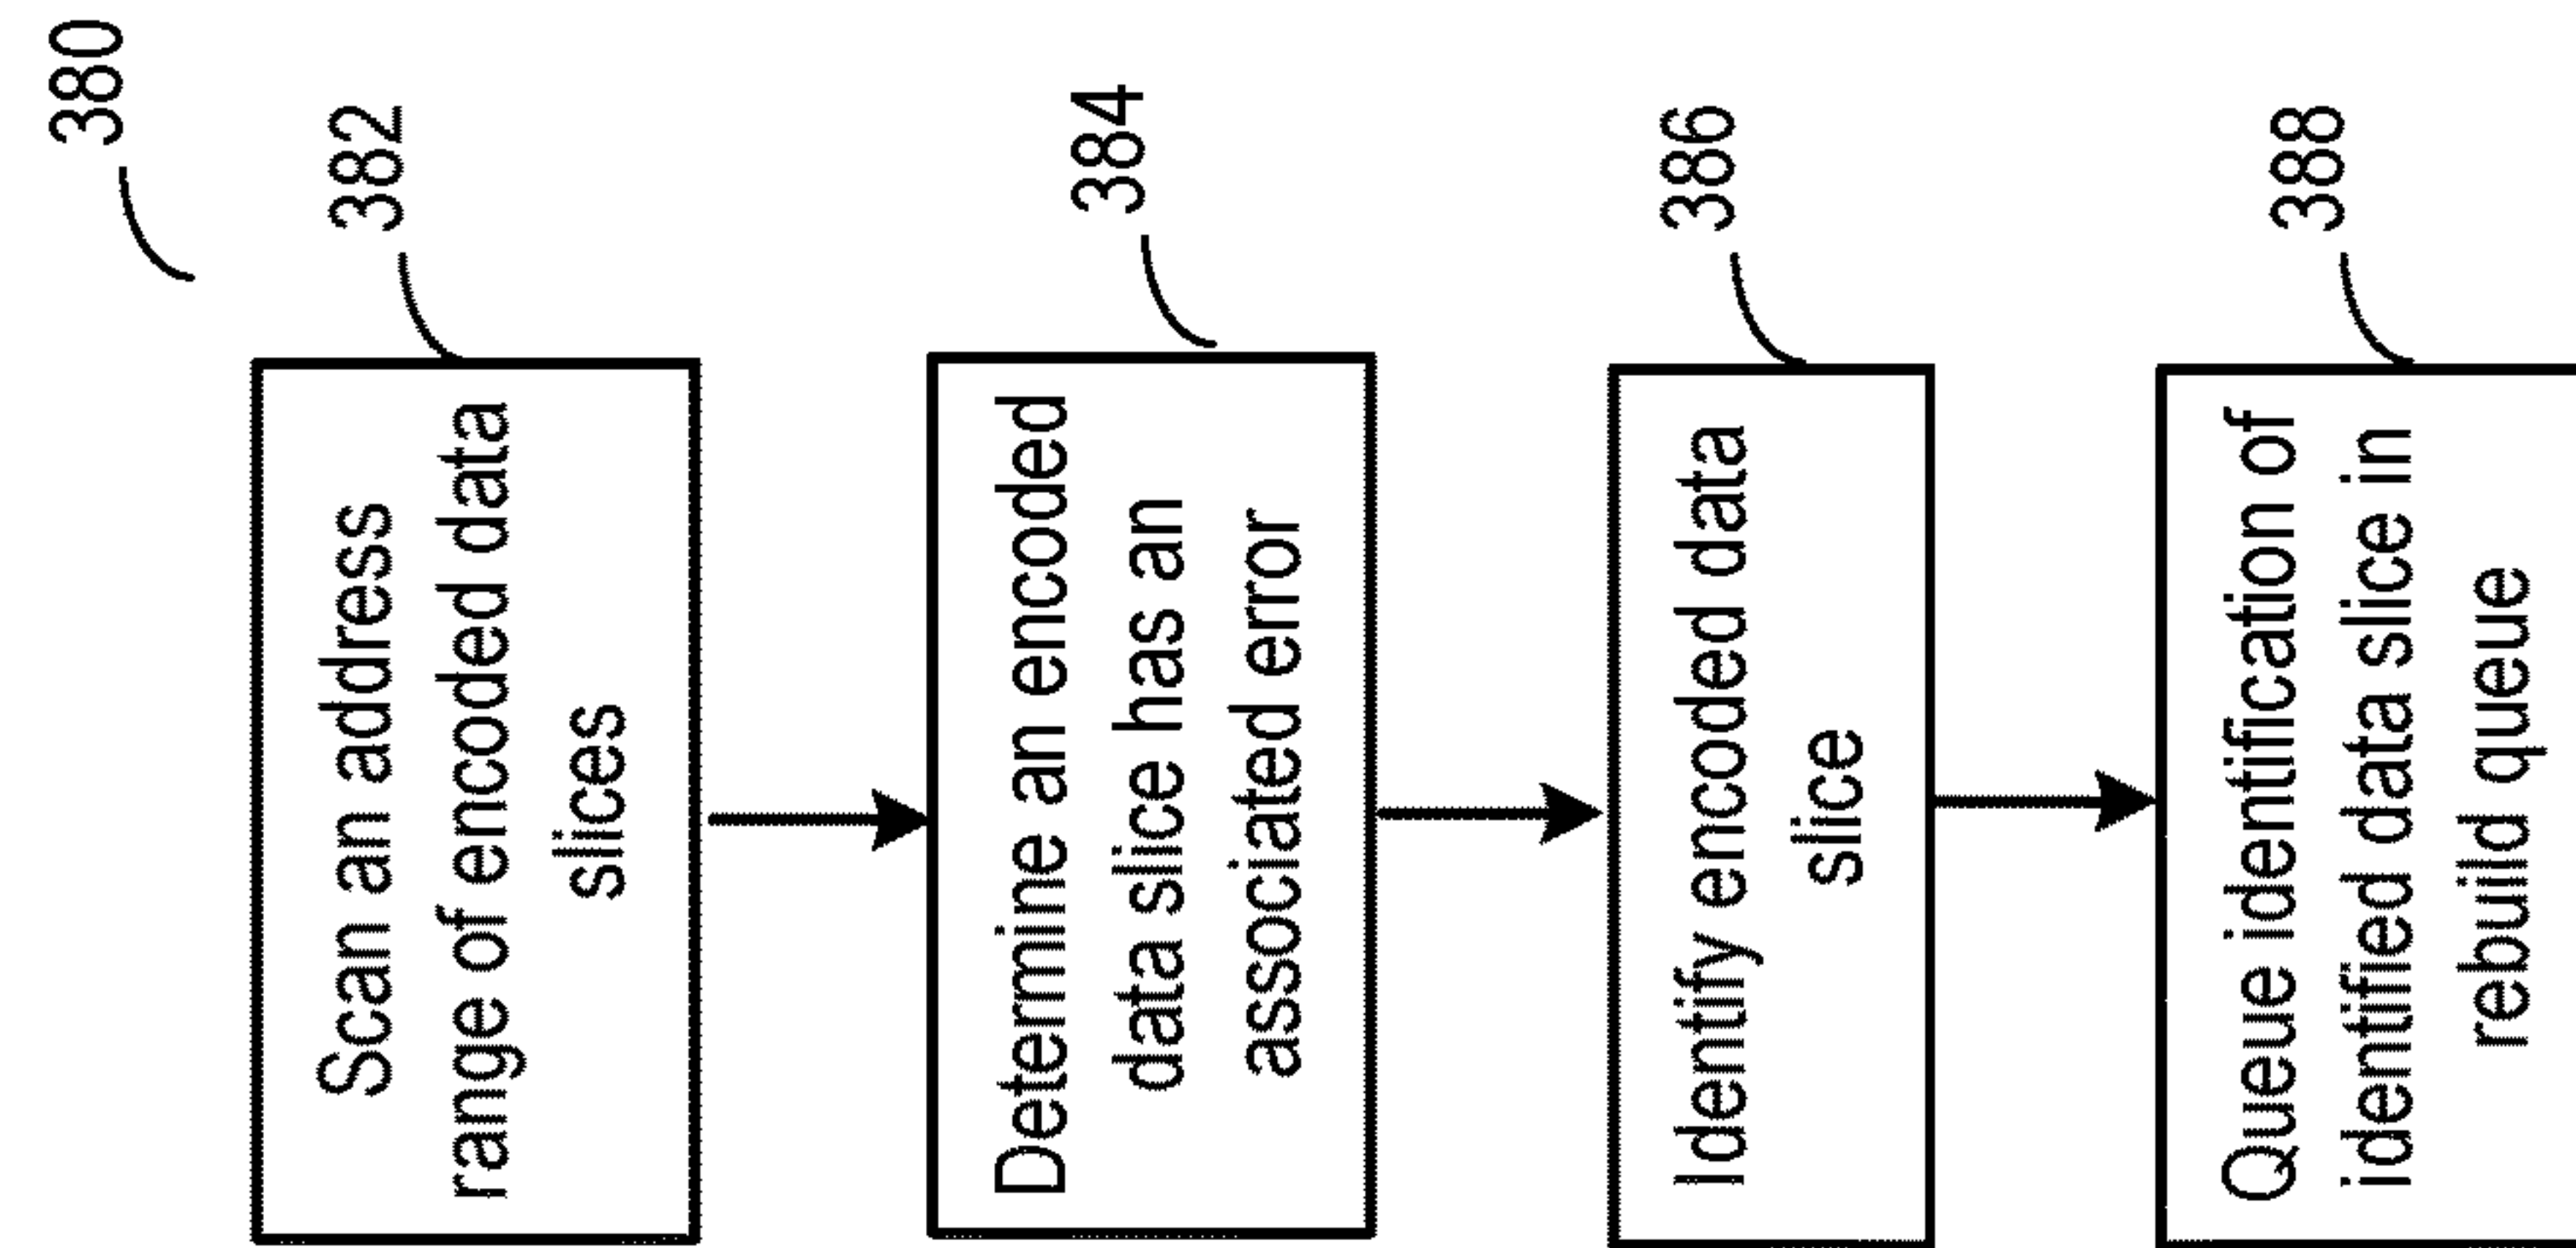 380
382
Scan an address
range of encoded data
slices
384
Determine an encoded
data slice has an
associated error
386
Identify encoded data
slice
388
Queue identification of
identified data slice in
rebuild queue